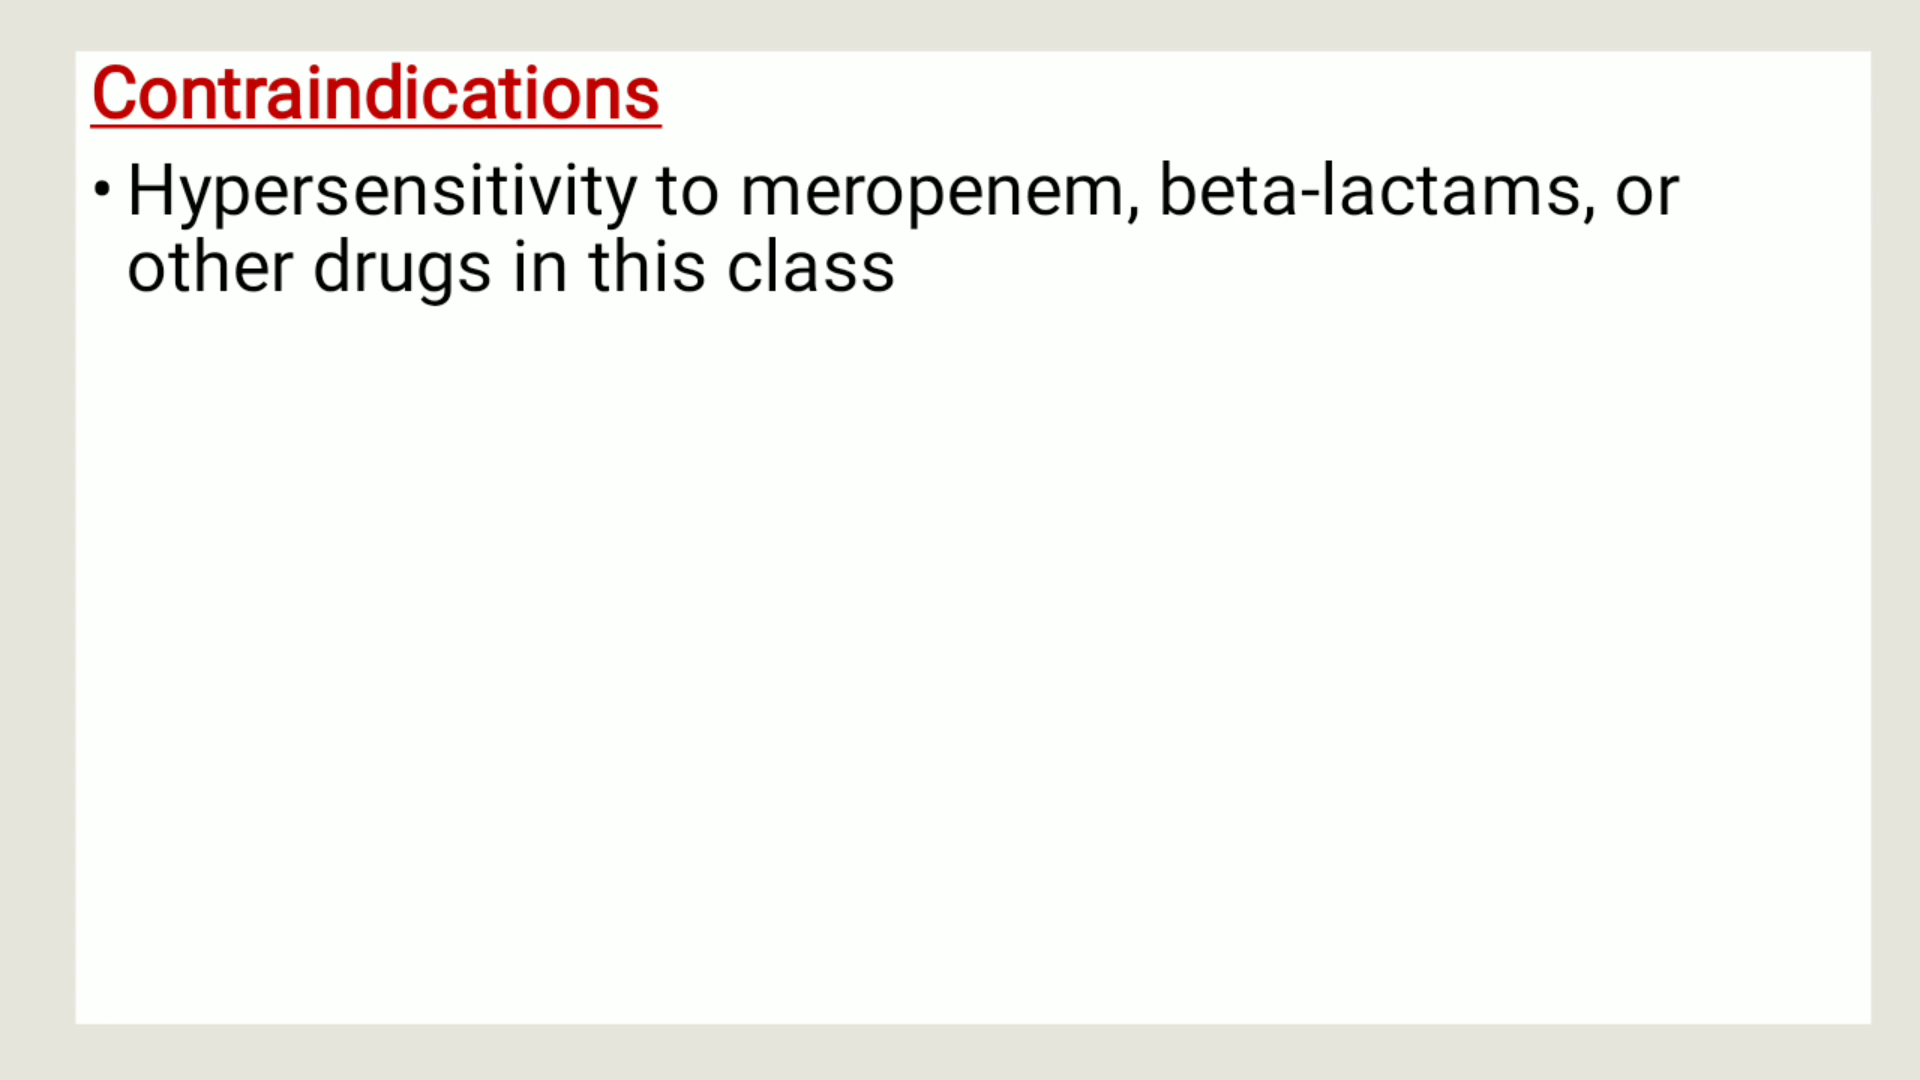 Contraindications
• Hypersensitivity to meropenem, beta-lactams, or
other drugs in this class